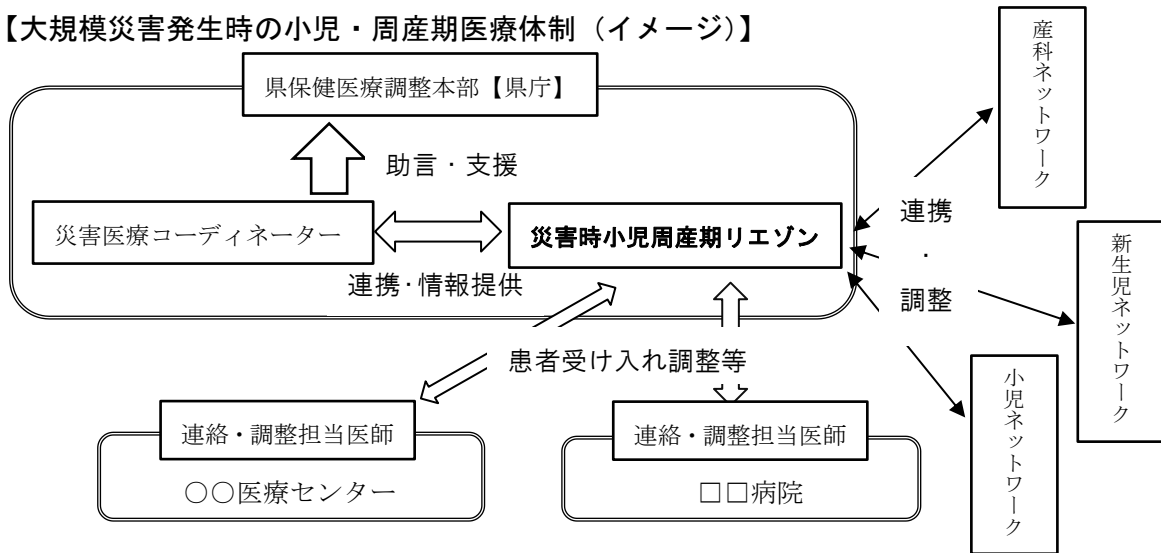 【大規模災害発生時の小児・周産期医療体制（イメージ）】
県保健医療調整本部【県庁】
助言・支援
災害医療コーディネーター
災害時小児周産期リエゾン
連携・情報提供
患者受け入れ調整等
連携
・
調整
産科ネットワーク
新生児ネットワーク
小児ネットワーク
連絡・調整担当医師
○○医療センター
連絡・調整担当医師
□□病院